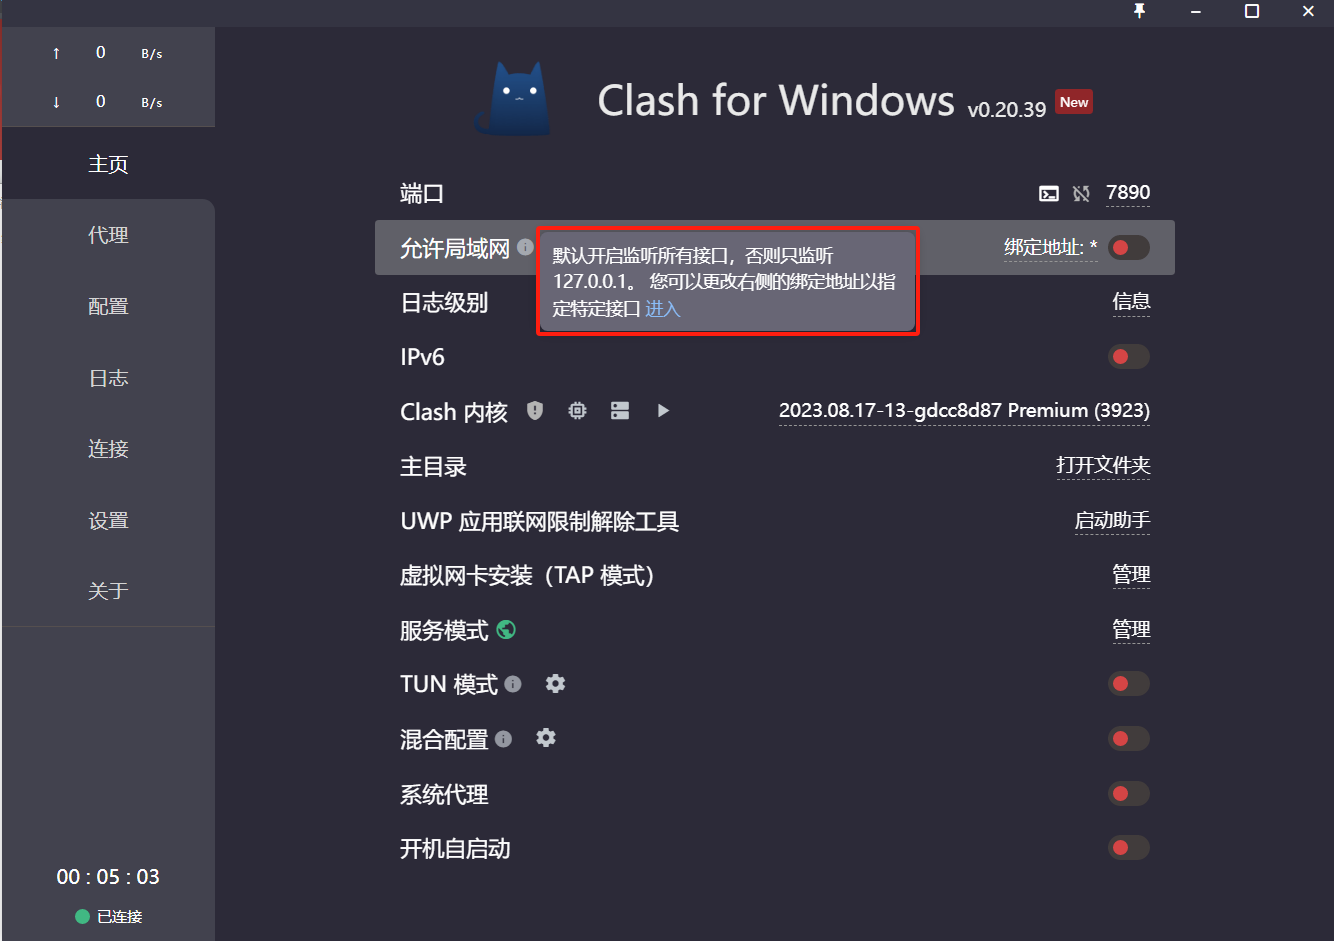 ↑ 0 B/s
↓ 0 B/s
主页
代理
配置
日志
连接
设置
关于
00 : 05 : 03
已连接
Clash for Windows v0.20.39 New
端口 7890
允许局域网 绑定地址: *
默认开启监听所有接口，否则只监听
127.0.0.1。 您可以更改右侧的绑定地址以指
定特定接口 进入
日志级别 信息
IPv6
Clash 内核 2023.08.17-13-gdcc8d87 Premium (3923)
主目录 打开文件夹
UWP 应用联网限制解除工具 启动助手
虚拟网卡安装（TAP 模式） 管理
服务模式 管理
TUN 模式
混合配置
系统代理
开机自启动